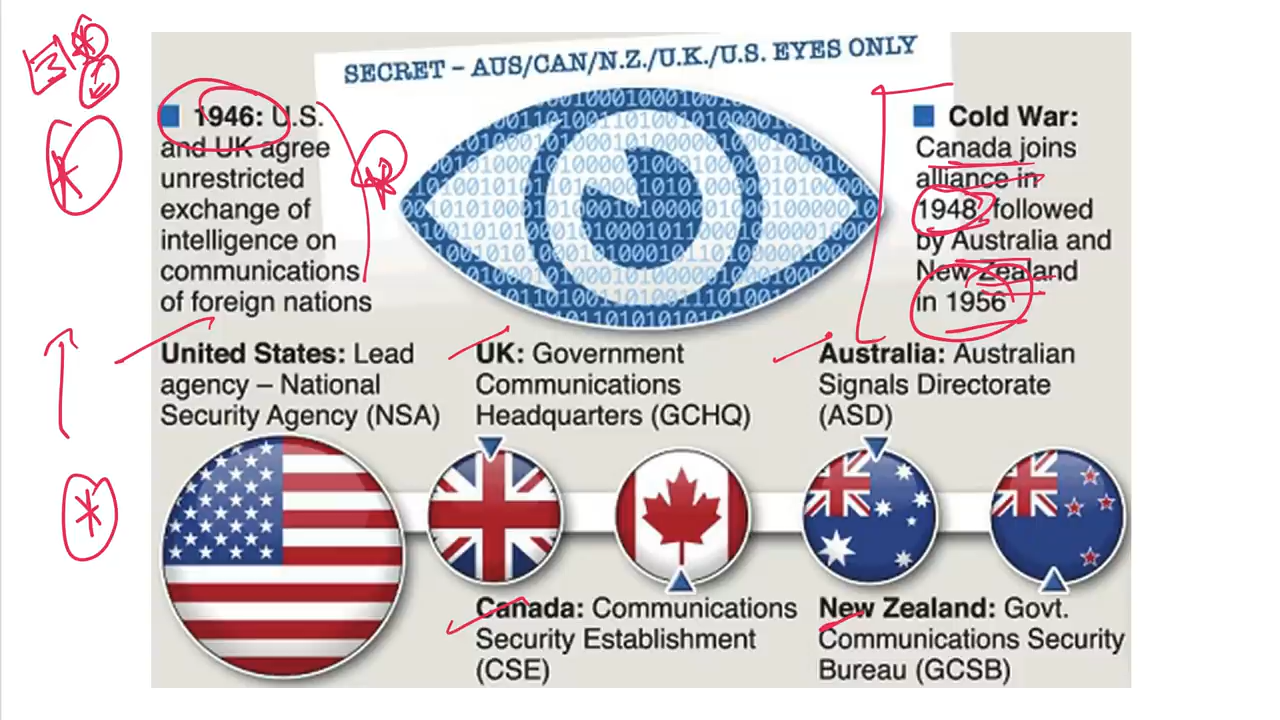 SECRET – AUS/CAN/N.Z./U.K./U.S. EYES ONLY
1946: U.S.
and UK agree
unrestricted
exchange of
intelligence on
communications
of foreign nations
Cold War:
Canada joins
alliance in
1948, followed
by Australia and
New Zealand
in 1956
United States: Lead
agency – National
Security Agency (NSA)
UK: Government
Communications
Headquarters (GCHQ)
Australia: Australian
Signals Directorate
(ASD)
Canada: Communications
Security Establishment
(CSE)
New Zealand: Govt.
Communications Security
Bureau (GCSB)